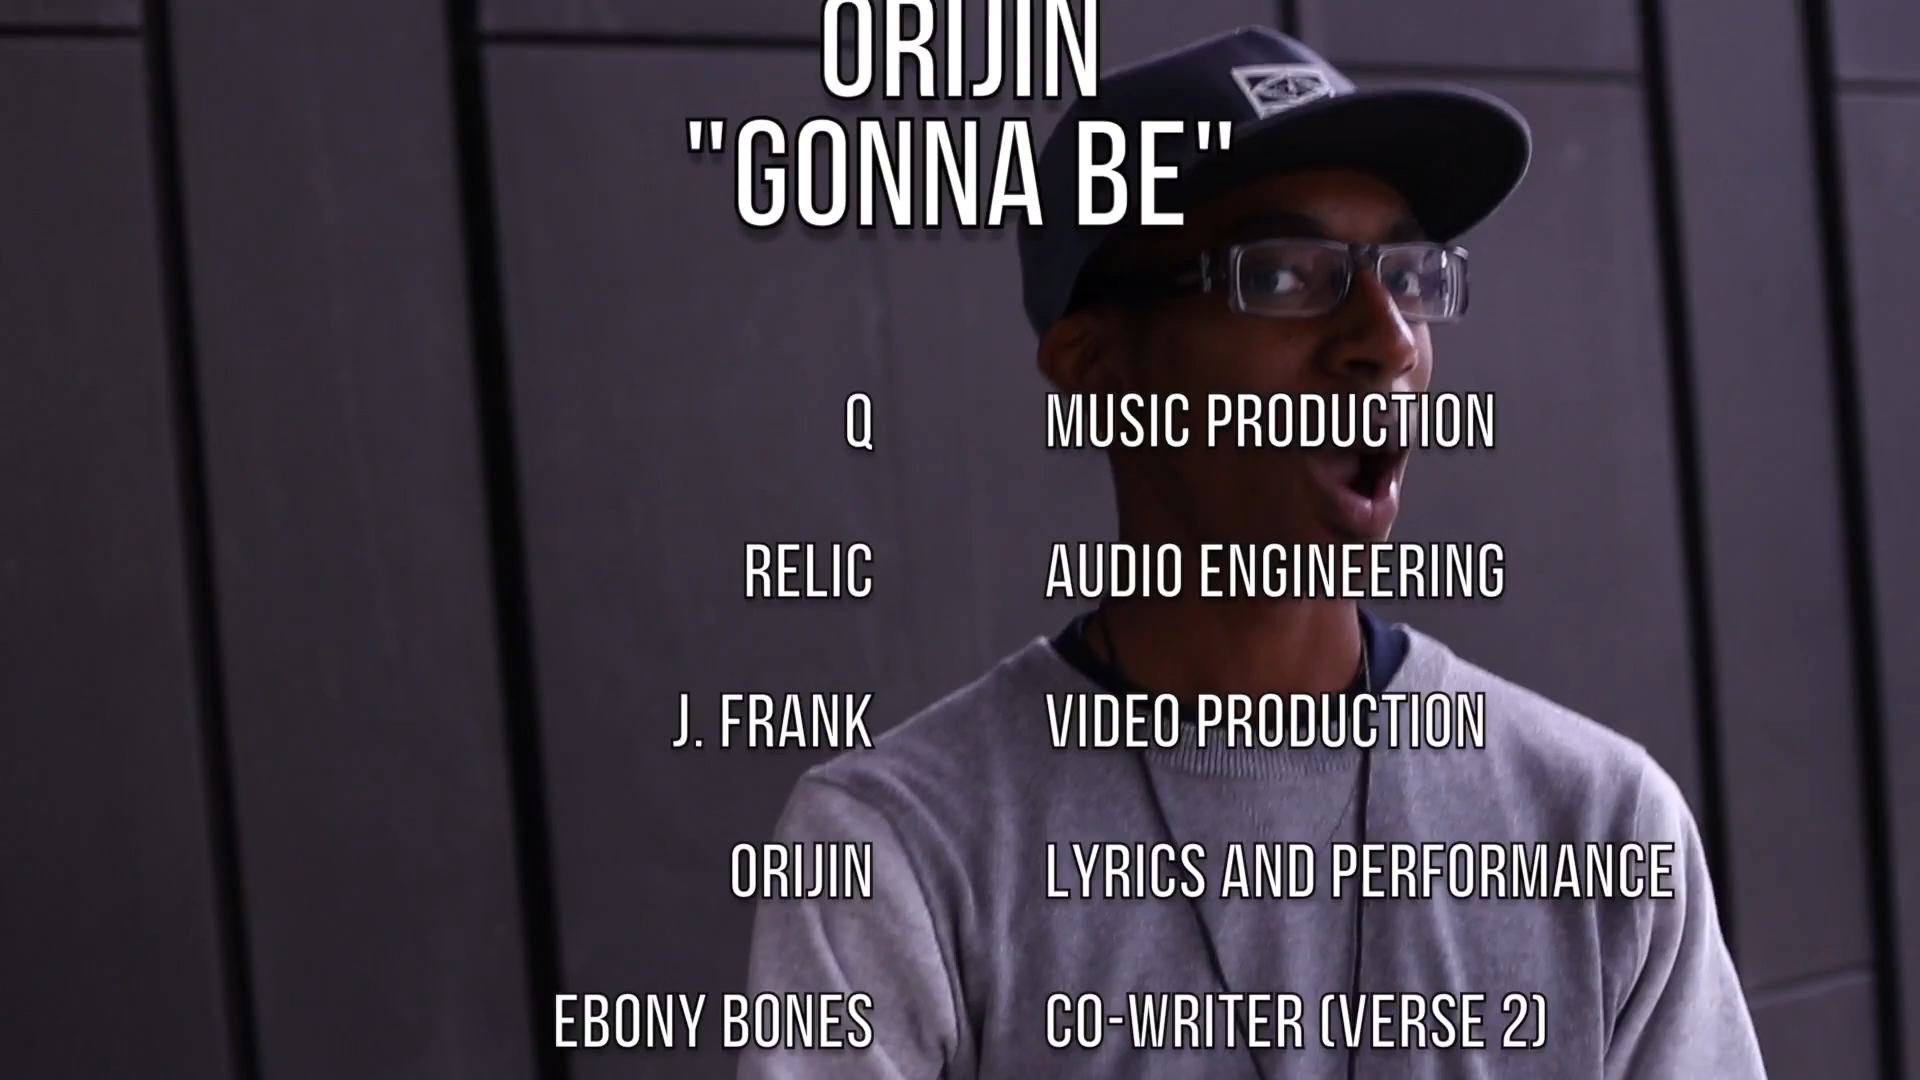 ORIJIN
"GONNA BE"
Q MUSIC PRODUCTION
RELIC AUDIO ENGINEERING
J. FRANK VIDEO PRODUCTION
ORIJIN LYRICS AND PERFORMANCE
EBONY BONES CO-WRITER (VERSE 2)